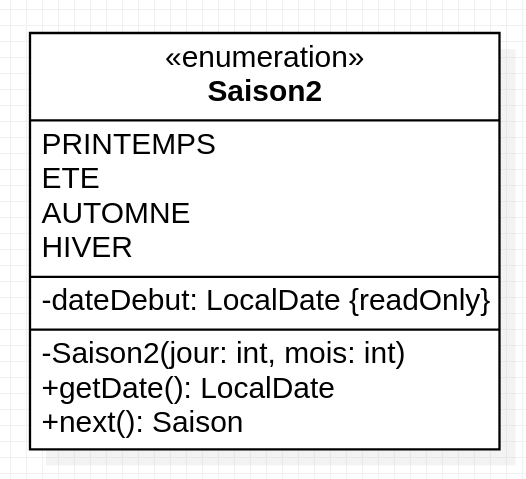 «enumeration»
Saison2
PRINTEMPS
ETE
AUTOMNE
HIVER
-dateDebut: LocalDate {readOnly}
-Saison2(jour: int, mois: int)
+getDate(): LocalDate
+next(): Saison